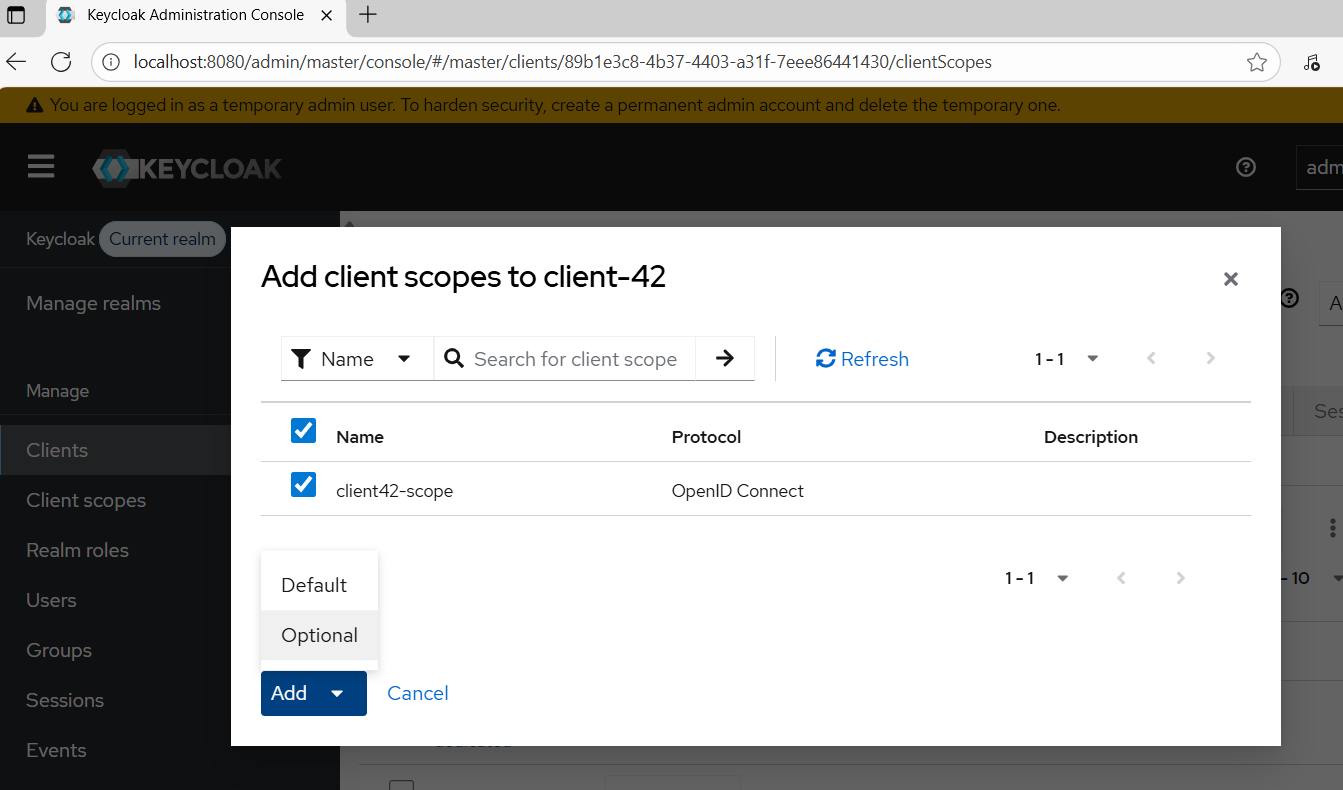 Keycloak Administration Console
localhost:8080/admin/master/console/#/master/clients/89b1e3c8-4b37-4403-a31f-7eee86441430/clientScopes
You are logged in as a temporary admin user. To harden security, create a permanent admin account and delete the temporary one.
KEYCLOAK
adm
Keycloak Current realm
Manage realms
Manage
Clients
Client scopes
Realm roles
Users
Groups
Sessions
Events
Add client scopes to client-42
Name Search for client scope Refresh 1 - 1
Name Protocol Description
client42-scope OpenID Connect
Default
Optional
1 - 1
Add Cancel
A
Ses
- 10